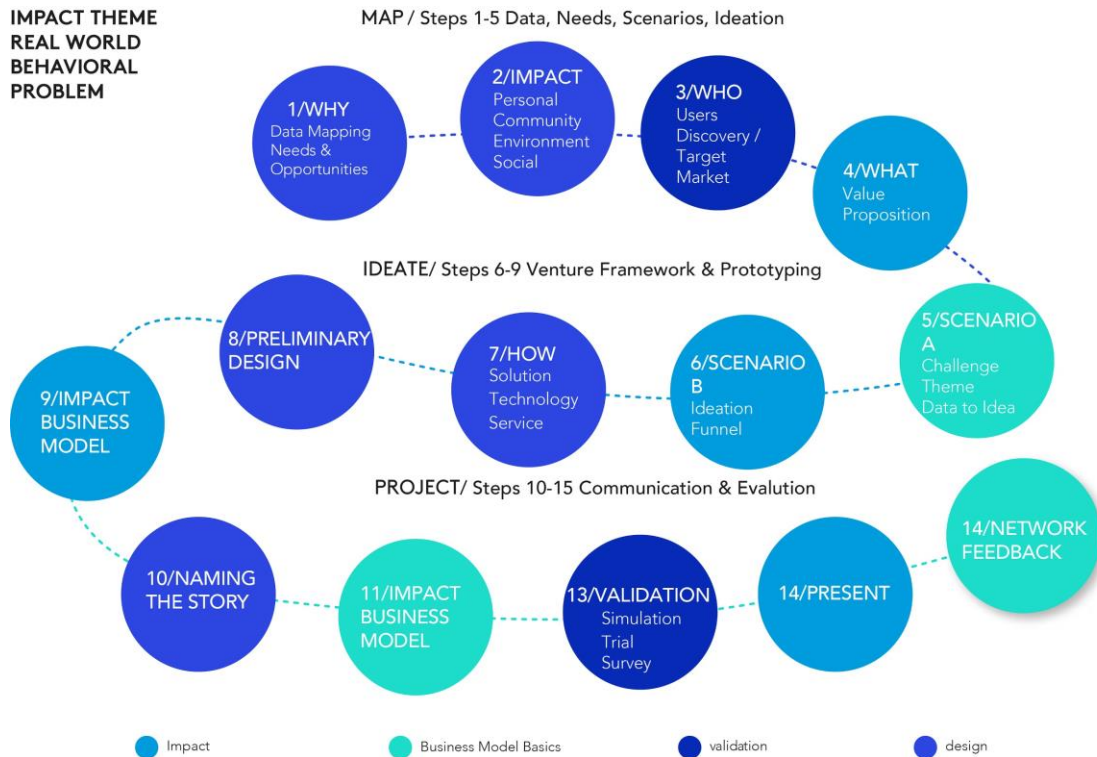 IMPACT THEME
REAL WORLD
BEHAVIORAL
PROBLEM
MAP / Steps 1-5 Data, Needs, Scenarios, Ideation
1/WHY
Data Mapping
Needs &
Opportunities
2/IMPACT
Personal
Community
Environment
Social
3/WHO
Users
Discovery /
Target
Market
4/WHAT
Value
Proposition
IDEATE/ Steps 6-9 Venture Framework & Prototyping
5/SCENARIO
A
Challenge
Theme
Data to Idea
6/SCENARIO
B
Ideation
Funnel
7/HOW
Solution
Technology
Service
8/PRELIMINARY
DESIGN
9/IMPACT
BUSINESS
MODEL
PROJECT/ Steps 10-15 Communication & Evalution
10/NAMING
THE STORY
11/IMPACT
BUSINESS
MODEL
13/VALIDATION
Simulation
Trial
Survey
14/PRESENT
14/NETWORK
FEEDBACK
Impact
Business Model Basics
validation
design